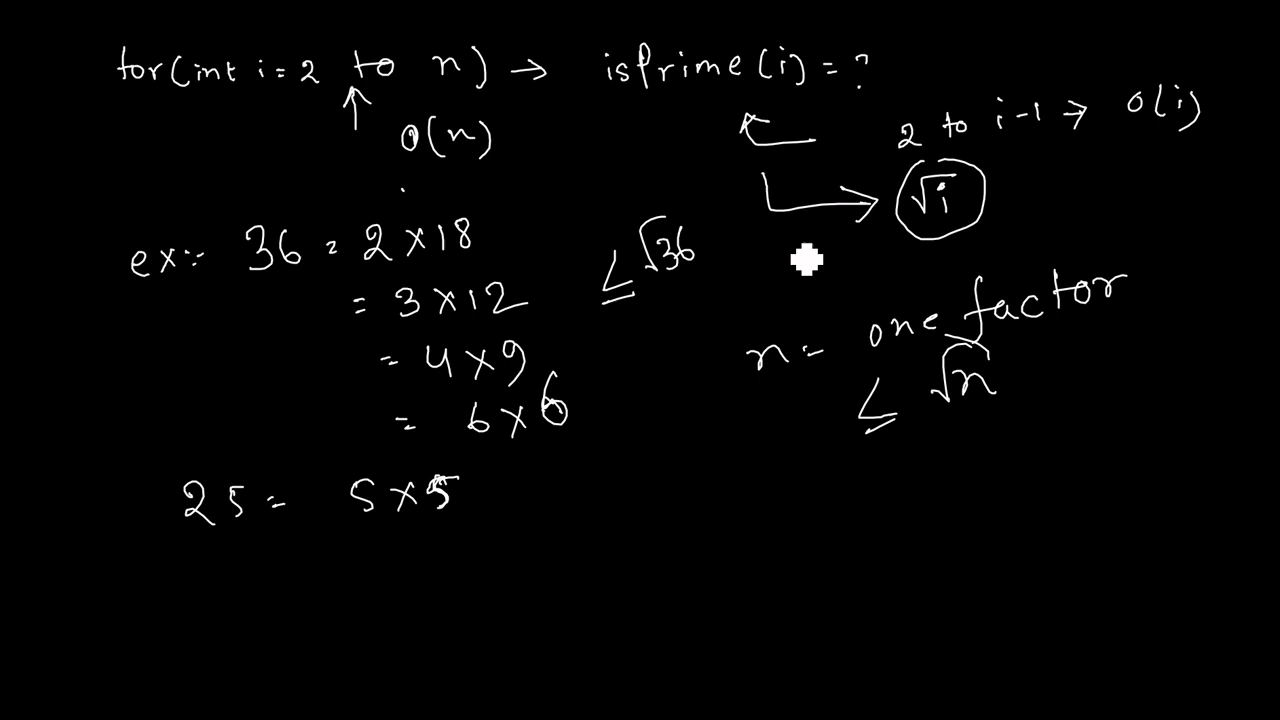 for(int i=2 to n) → isPrime(i)=?
O(n)
2 to i-1 → O(i)
√i
ex:- 36 = 2×18
≤ √36
= 3×12
= 4×9
= 6×6
n = one factor
≤ √n
25 = 5×5